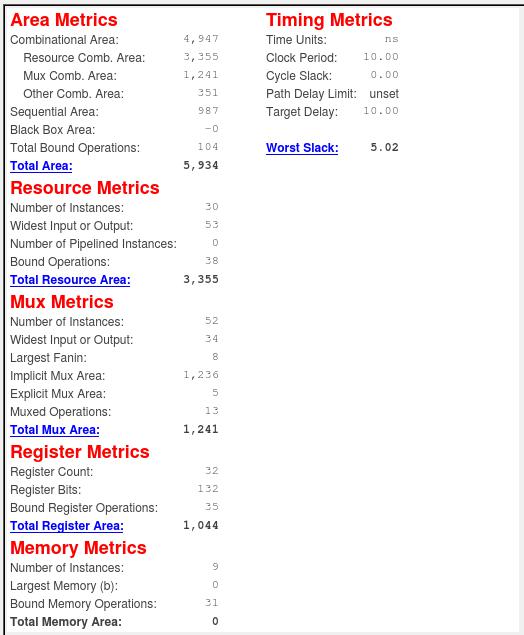 Area Metrics
Combinational Area: 4,947
Resource Comb. Area: 3,355
Mux Comb. Area: 1,241
Other Comb. Area: 351
Sequential Area: 987
Black Box Area: -0
Total Bound Operations: 104
Total Area: 5,934
Resource Metrics
Number of Instances: 30
Widest Input or Output: 53
Number of Pipelined Instances: 0
Bound Operations: 38
Total Resource Area: 3,355
Mux Metrics
Number of Instances: 52
Widest Input or Output: 34
Largest Fanin: 8
Implicit Mux Area: 1,236
Explicit Mux Area: 5
Muxed Operations: 13
Total Mux Area: 1,241
Register Metrics
Register Count: 32
Register Bits: 132
Bound Register Operations: 35
Total Register Area: 1,044
Memory Metrics
Number of Instances: 9
Largest Memory (b): 0
Bound Memory Operations: 31
Total Memory Area: 0
Timing Metrics
Time Units: ns
Clock Period: 10.00
Cycle Slack: 0.00
Path Delay Limit: unset
Target Delay: 10.00
Worst Slack: 5.02